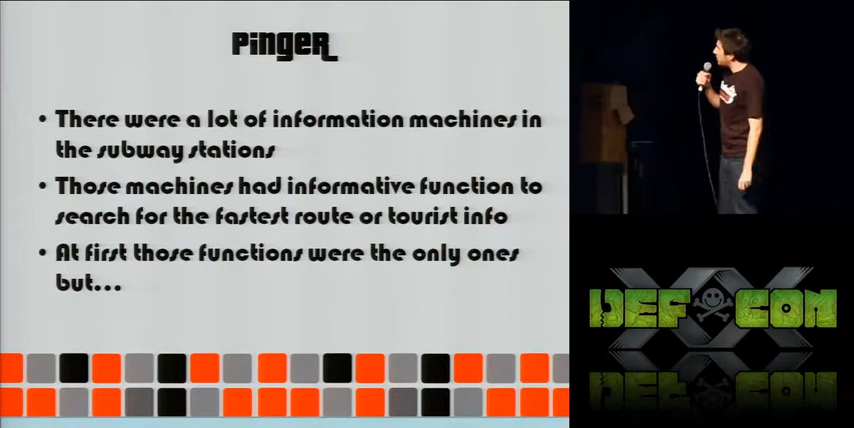 Pinger
• There were a lot of information machines in
the subway stations
• Those machines had informative function to
search for the fastest route or tourist info
• At first those functions were the only ones
but...
XX
DEF CON